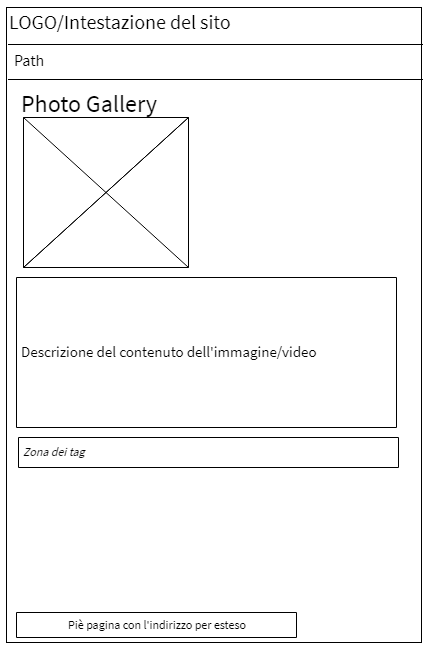 LOGO/Intestazione del sito
Path
Photo Gallery
Descrizione del contenuto dell'immagine/video
Zona dei tag
Piè pagina con l'indirizzo per esteso